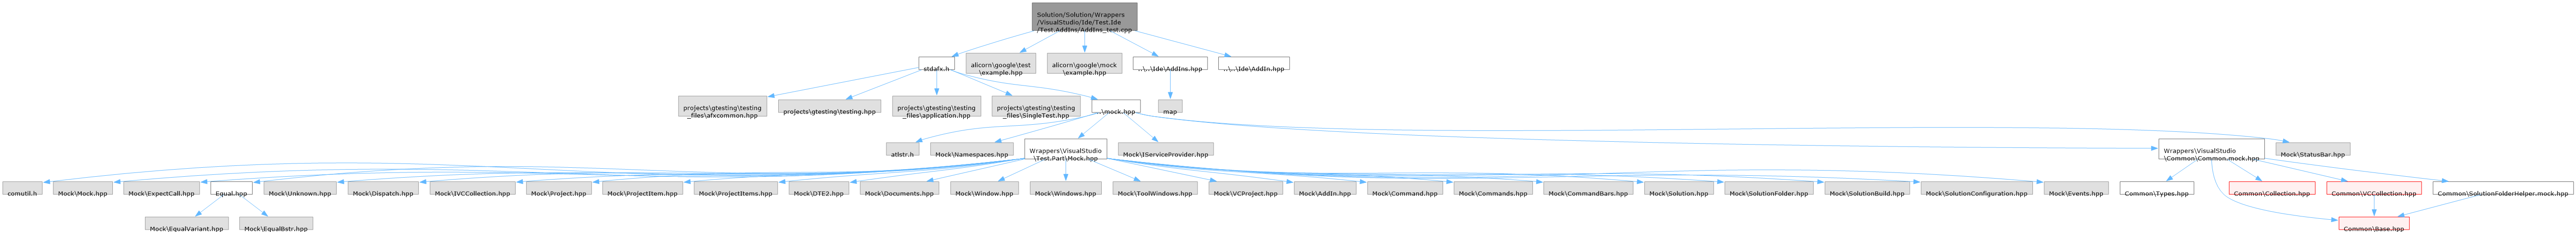 Solution/Solution/Wrappers
/VisualStudio/Ide/Test.Ide
/Test.AddIns/AddIns_test.cpp
stdafx.h
alicorn\google\test
\example.hpp
alicorn\google\mock
\example.hpp
..\..\Ide\AddIns.hpp
..\..\Ide\AddIn.hpp
projects\gtesting\testing
_files\afxcommon.hpp
projects\gtesting\testing.hpp
projects\gtesting\testing
_files\application.hpp
projects\gtesting\testing
_files\SingleTest.hpp
..\mock.hpp
map
atlstr.h
Mock\Namespaces.hpp
Wrappers\VisualStudio
\Test.Part\Mock.hpp
Mock\IServiceProvider.hpp
Wrappers\VisualStudio
\Common\Common.mock.hpp
Mock\StatusBar.hpp
comutil.h
Mock\Mock.hpp
Mock\ExpectCall.hpp
Equal.hpp
Mock\Unknown.hpp
Mock\Dispatch.hpp
Mock\IVCCollection.hpp
Mock\Project.hpp
Mock\ProjectItem.hpp
Mock\ProjectItems.hpp
Mock\DTE2.hpp
Mock\Documents.hpp
Mock\Window.hpp
Mock\Windows.hpp
Mock\ToolWindows.hpp
Mock\VCProject.hpp
Mock\AddIn.hpp
Mock\Command.hpp
Mock\Commands.hpp
Mock\CommandBars.hpp
Mock\Solution.hpp
Mock\SolutionFolder.hpp
Mock\SolutionBuild.hpp
Mock\SolutionConfiguration.hpp
Mock\Events.hpp
Common\Types.hpp
Common\Collection.hpp
Common\VCCollection.hpp
Common\SolutionFolderHelper.mock.hpp
Mock\EqualVariant.hpp
Mock\EqualBstr.hpp
Common\Base.hpp